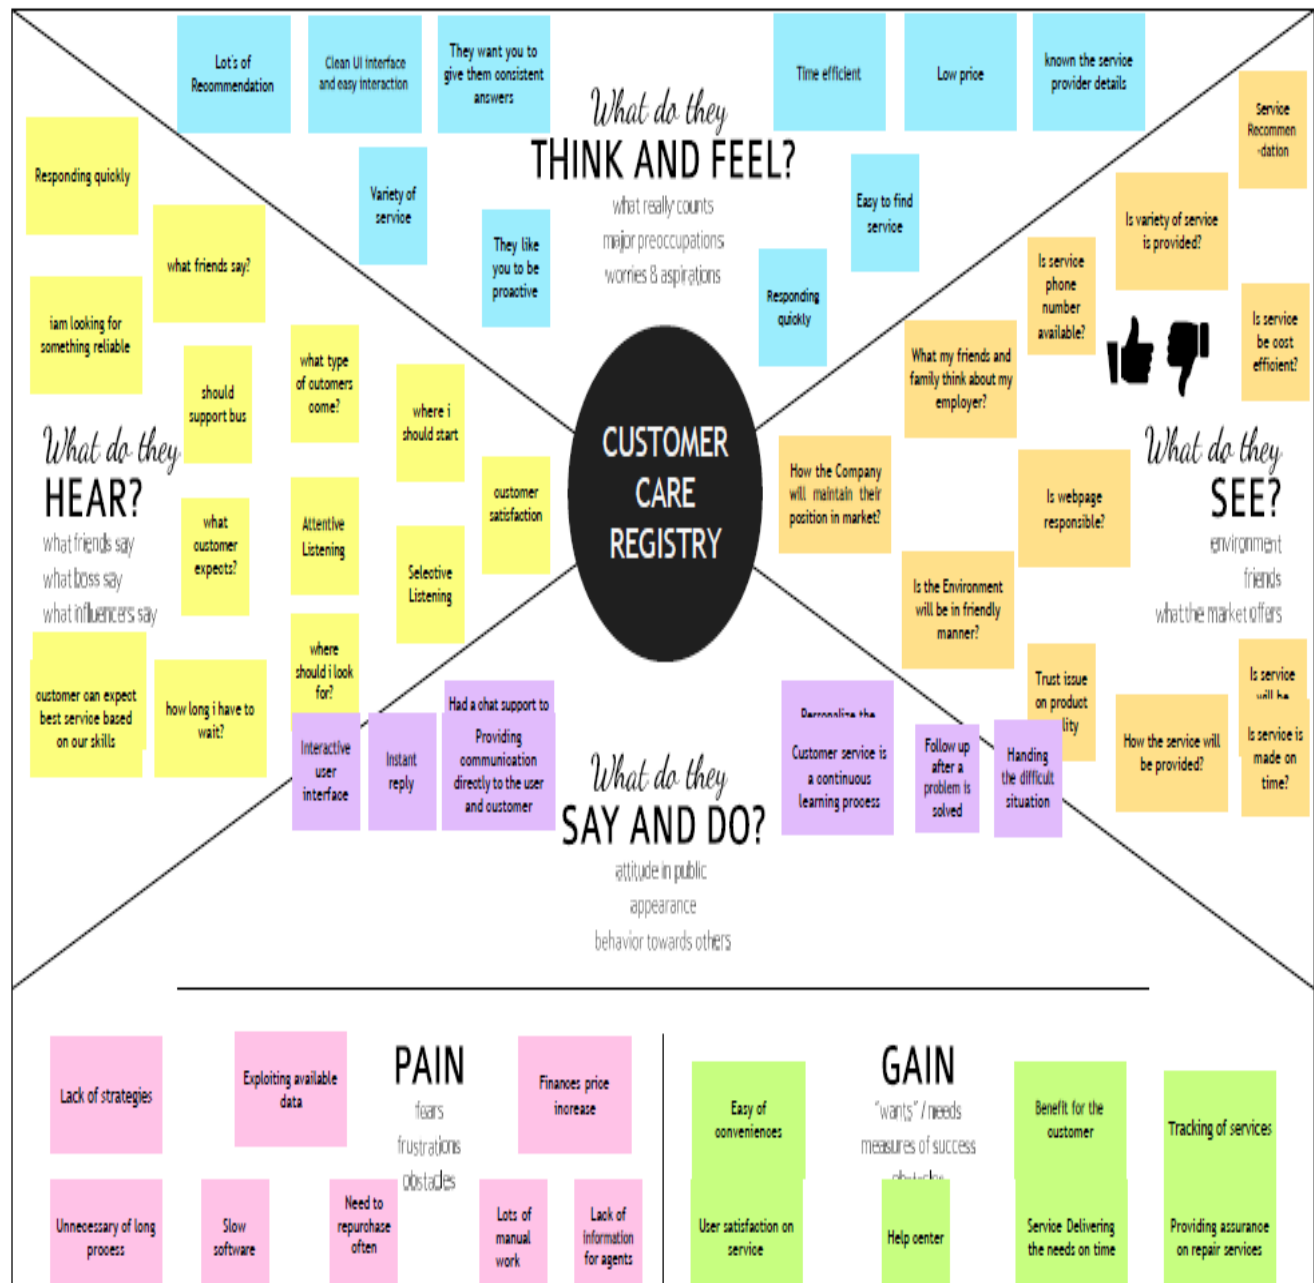 Lot's of
Recommendation
Clean UI interface
and easy interaction
They want you to
give them consistent
answers
What do they
THINK AND FEEL?
what really counts
major preoccupations
worries & aspirations
Time efficient
Low price
known the service
provider details
Variety of
service
They like
you to be
proactive
Easy to find
service
Responding
quickly
Responding quickly
what friends say?
iam looking for
something reliable
should
support bus
what type
of outomers
oome?
where i
should start
What do they
HEAR?
what friends say
what boss say
what influencers say
what
customer
expects?
Attentive
Listening
customer
satisfaction
Selective
Listening
where
should i look
for?
customer can expect
best service based
on our skills
how long i have to
wait?
CUSTOMER
CARE
REGISTRY
Service
Recommen
-dation
Is variety of service
is provided?
Is service
phone
number
available?
Is service
be cost
efficient?
What my friends and
family think about my
employer?
How the Company
will maintain their
position in market?
Is webpage
responsible?
What do they
SEE?
environment
friends
what the market offers
Is the Environment
will be in friendly
manner?
Trust issue
on product
lity
How the service will
be provided?
Is service
will be
Is service is
made on
time?
Interactive
user
interface
Instant
reply
Had a chat support to
Providing
communication
directly to the user
and customer
What do they
SAY AND DO?
attitude in public
appearance
behavior towards others
Personalize the
Customer service is
a continuous
learning process
Follow up
after a
problem is
solved
Handing
the difficult
situation
PAIN
fears
frustrations
obstacles
Lack of strategies
Exploiting available
data
Finances price
increase
Unnecessary of long
process
Slow
software
Need to
repurchase
often
Lots of
manual
work
Lack of
information
for agents
GAIN
"wants" / needs
measures of success
obstacles
Easy of
conveniences
Benefit for the
customer
Tracking of services
User satisfaction on
service
Help center
Service Delivering
the needs on time
Providing assurance
on repair services